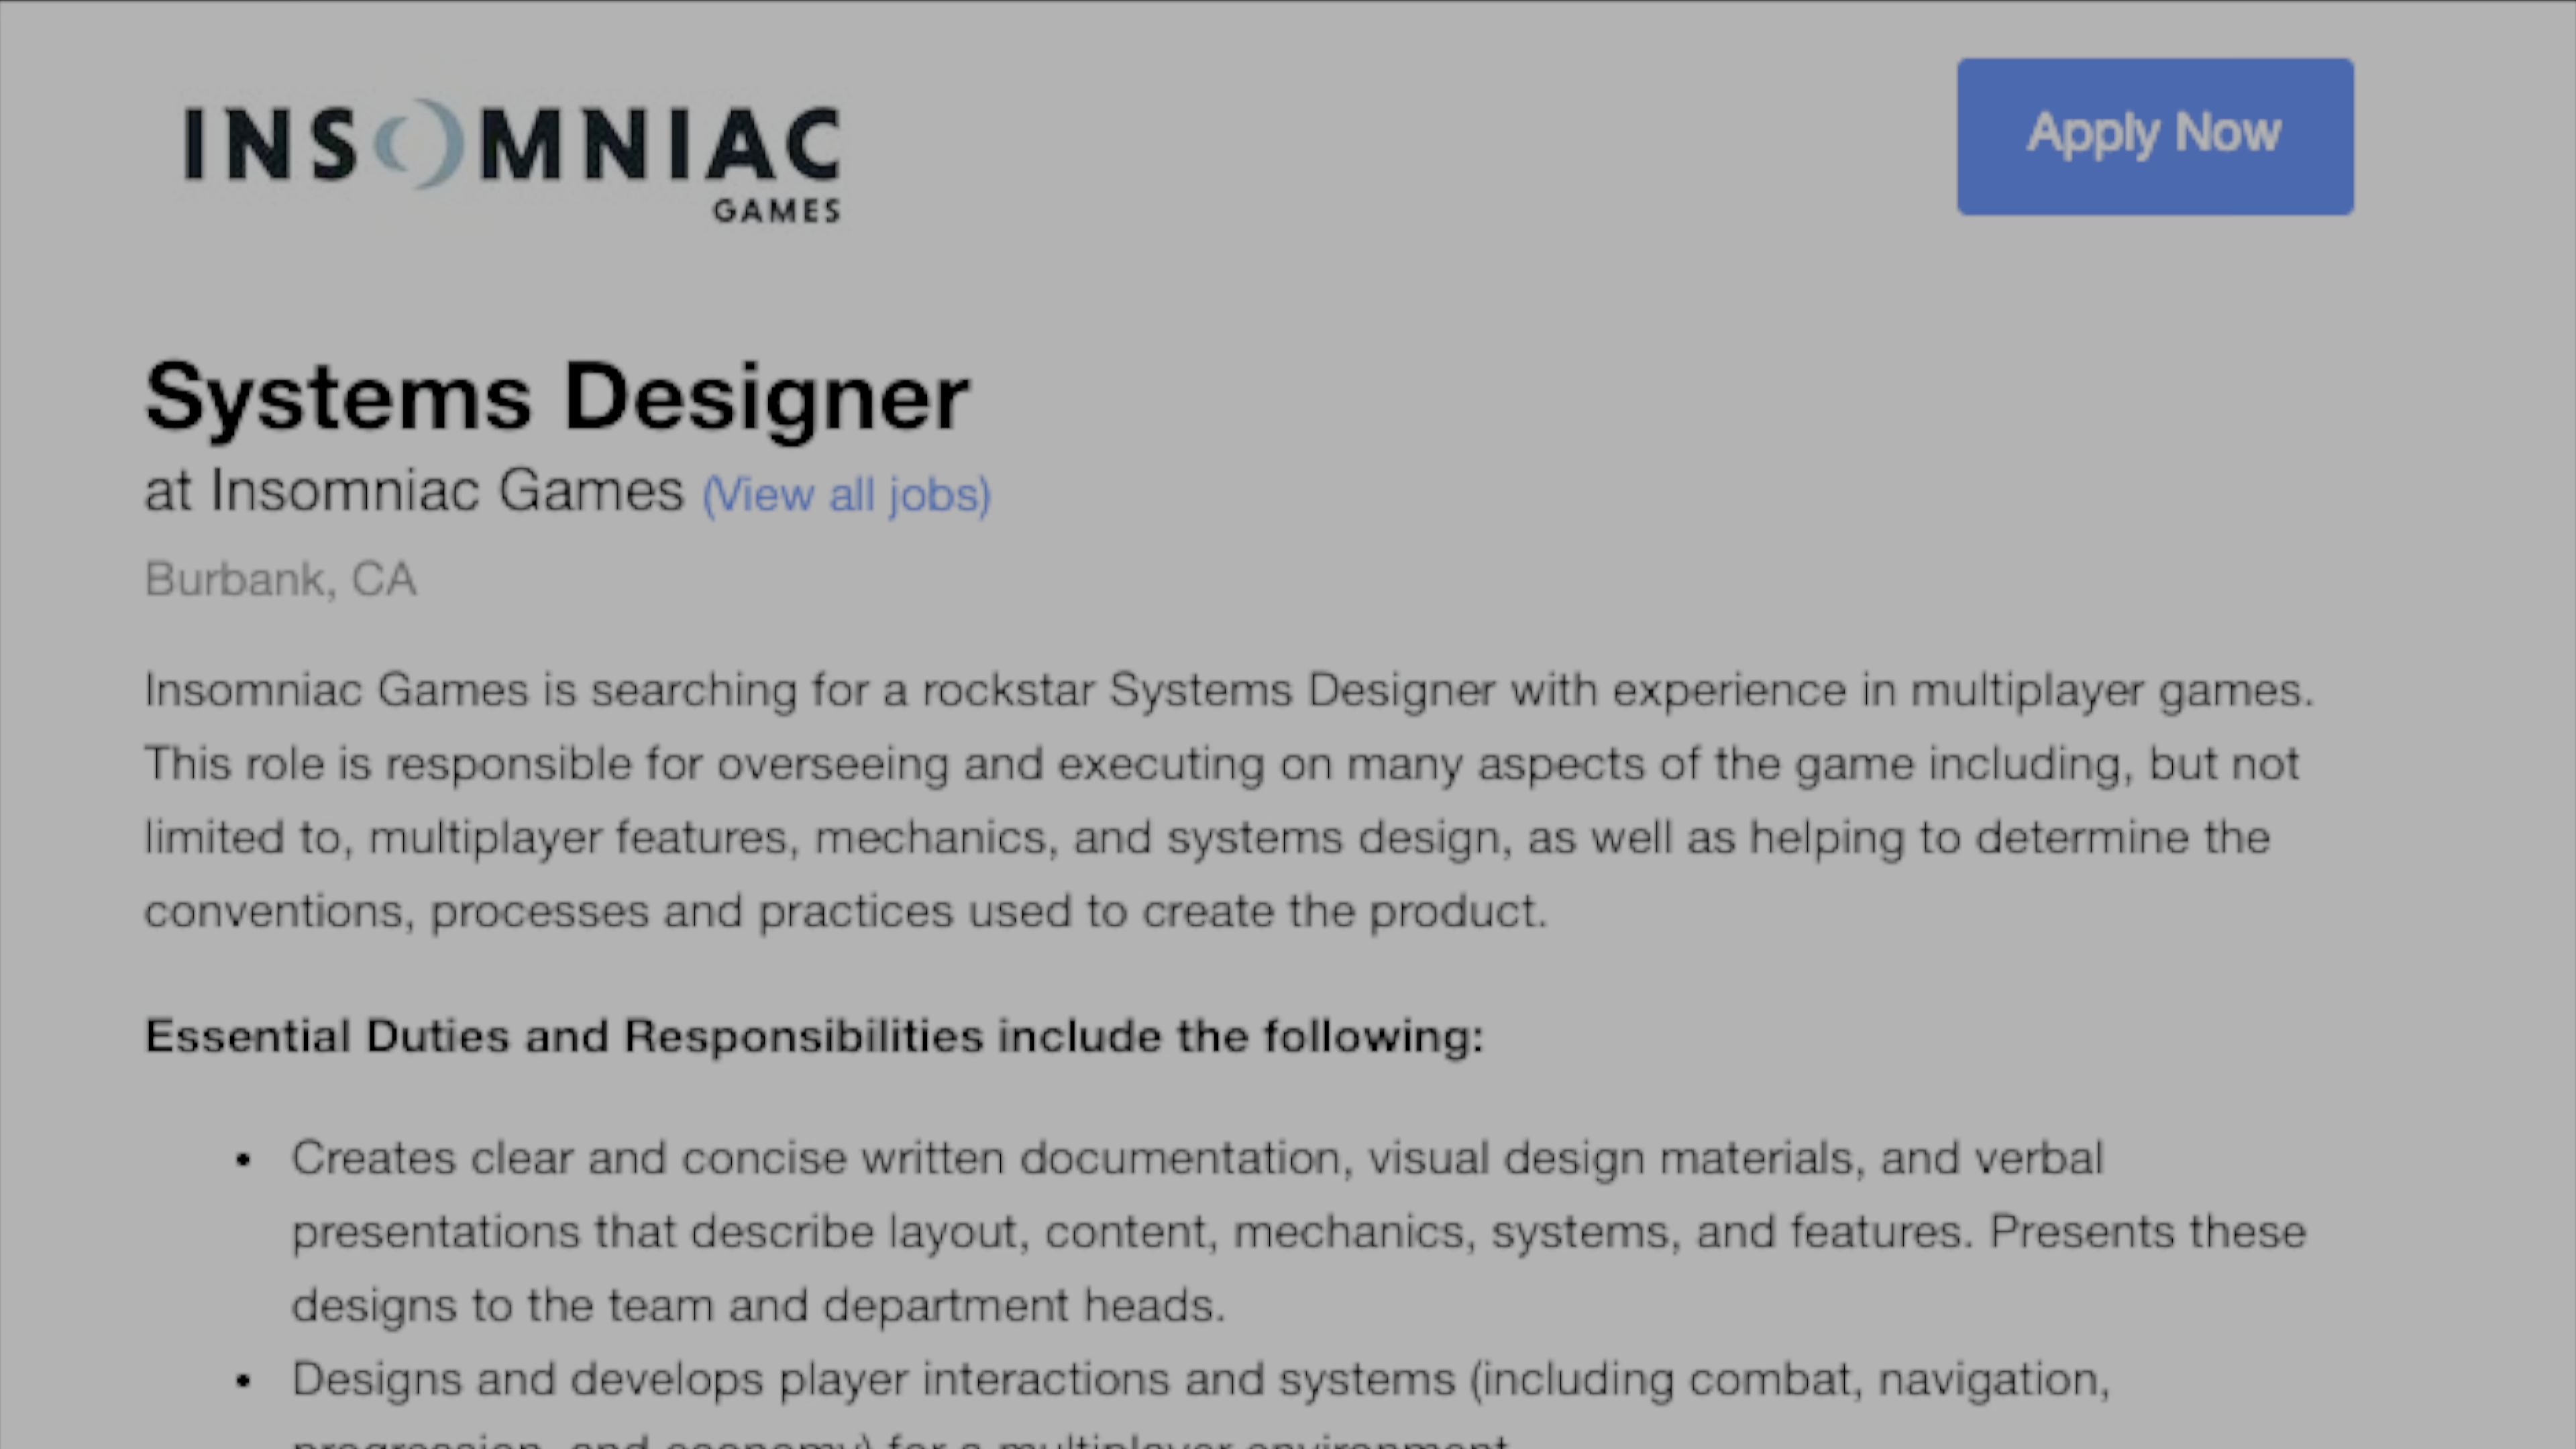 INSOMNIAC
GAMES
Apply Now
Systems Designer
at Insomniac Games (View all jobs)
Burbank, CA
Insomniac Games is searching for a rockstar Systems Designer with experience in multiplayer games.
This role is responsible for overseeing and executing on many aspects of the game including, but not
limited to, multiplayer features, mechanics, and systems design, as well as helping to determine the
conventions, processes and practices used to create the product.
Essential Duties and Responsibilities include the following:
• Creates clear and concise written documentation, visual design materials, and verbal
presentations that describe layout, content, mechanics, systems, and features. Presents these
designs to the team and department heads.
• Designs and develops player interactions and systems (including combat, navigation,
progression, and economy) for a multiplayer environment